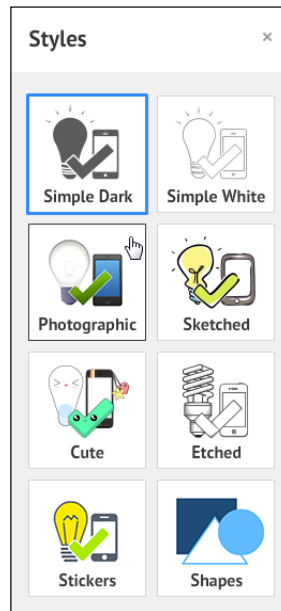 Styles ×
Simple Dark
Simple White
Photographic
Sketched
Cute
Etched
Stickers
Shapes